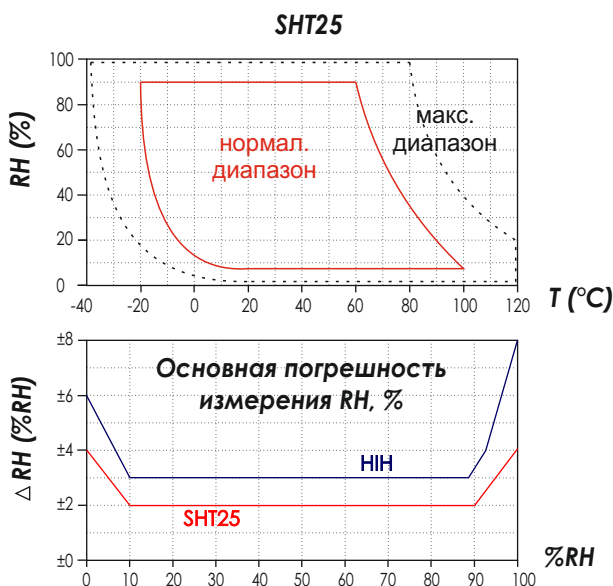 SHT25
RH (%)
100
80
60
40
20
0
нормал.
диапазон
макс.
диапазон
-40 -20 0 20 40 60 80 100 120
T (°C)
△ RH (%RH)
±8
±6
±4
±2
±0
Основная погрешность
измерения RH, %
HIH
SHT25
0 10 20 30 40 50 60 70 80 90 100
%RH